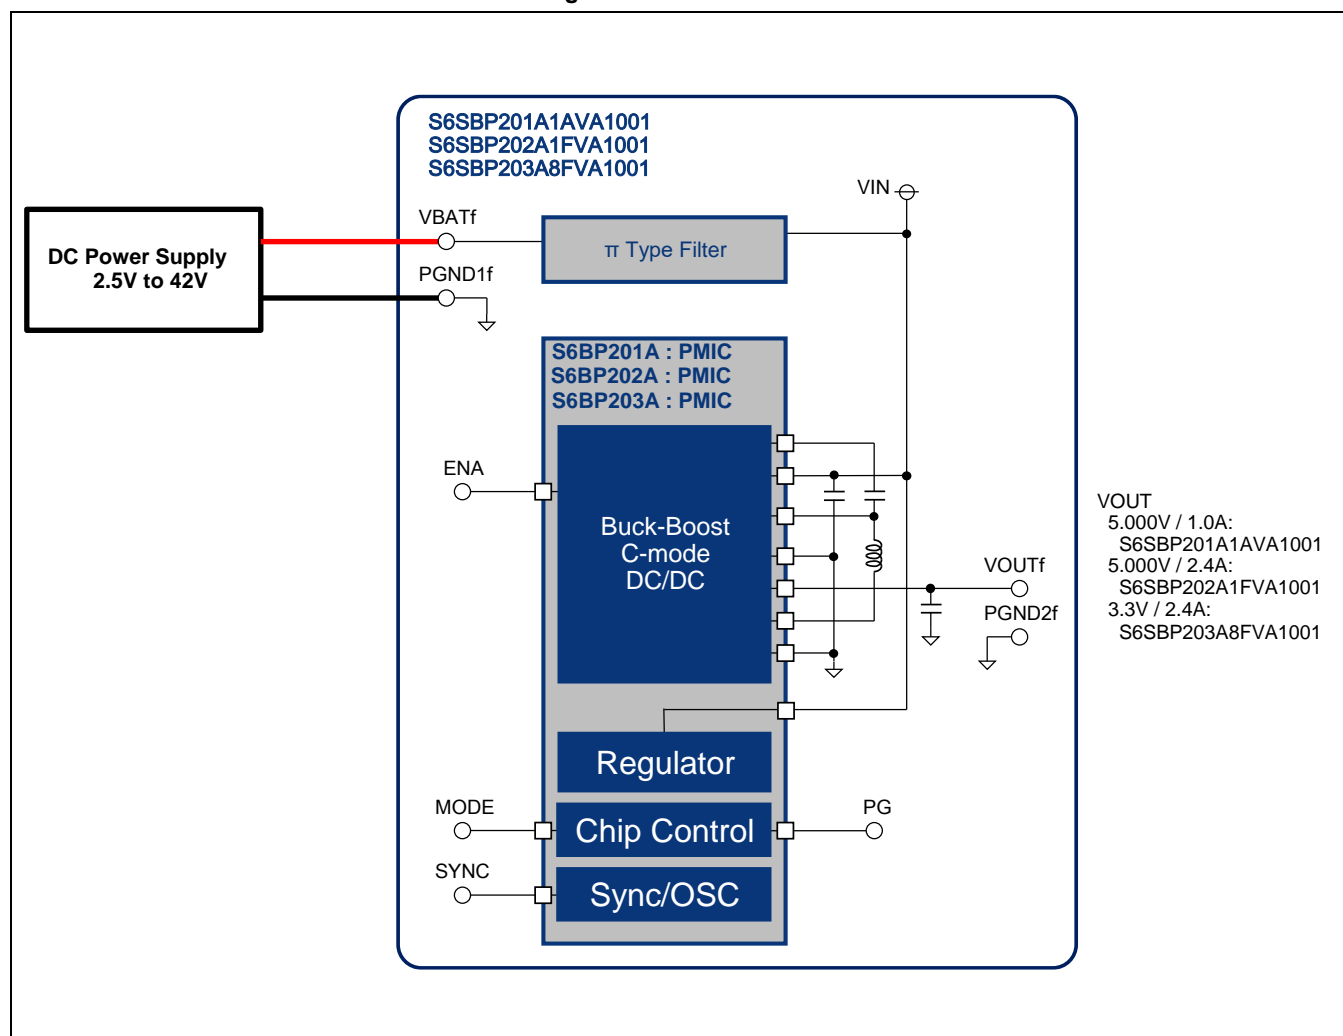 S6SBP201A1AVA1001
S6SBP202A1FVA1001
S6SBP203A8FVA1001
VIN
VBATf
DC Power Supply
2.5V to 42V
π Type Filter
PGND1f
S6BP201A : PMIC
S6BP202A : PMIC
S6BP203A : PMIC
ENA
Buck-Boost
C-mode
DC/DC
VOUTf
PGND2f
VOUT
5.000V / 1.0A:
S6SBP201A1AVA1001
5.000V / 2.4A:
S6SBP202A1FVA1001
3.3V / 2.4A:
S6SBP203A8FVA1001
Regulator
MODE
Chip Control
PG
SYNC
Sync/OSC